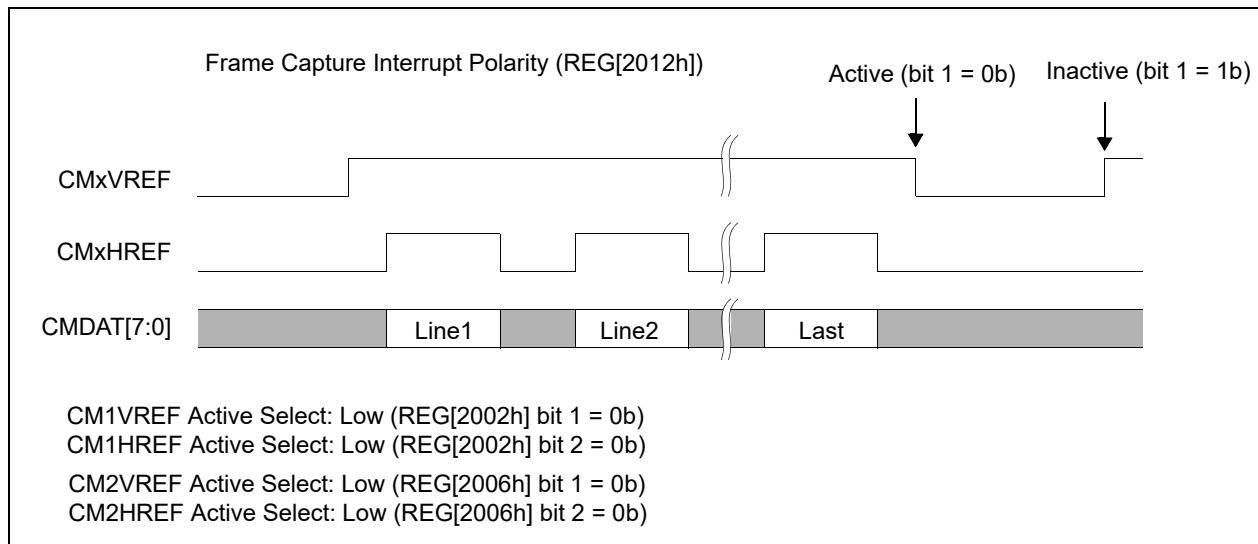 Frame Capture Interrupt Polarity (REG[2012h])
Active (bit 1 = 0b)
Inactive (bit 1 = 1b)
CMxVREF
CMxHREF
CMDAT[7:0]
Line1
Line2
Last
CM1VREF Active Select: Low (REG[2002h] bit 1 = 0b)
CM1HREF Active Select: Low (REG[2002h] bit 2 = 0b)
CM2VREF Active Select: Low (REG[2006h] bit 1 = 0b)
CM2HREF Active Select: Low (REG[2006h] bit 2 = 0b)